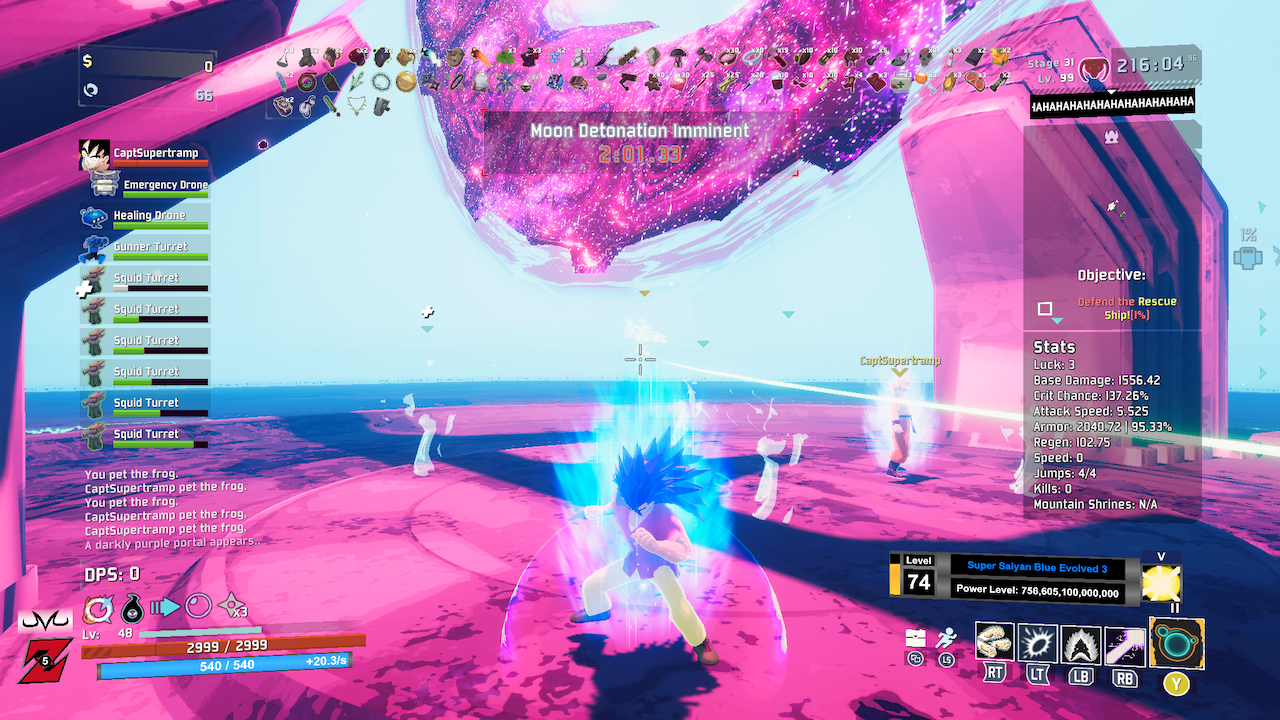 $ 0
66
Moon Detonation Imminent
2:01.33
Stage 31
Lv. 99
216:04 96
HAHAHAHAHAHAHAHAHAHAHA
CaptSupertramp
Emergency Drone
Healing Drone
Gunner Turret
Squid Turret
Squid Turret
Squid Turret
Squid Turret
Squid Turret
Squid Turret
1%
Objective:
Defend the Rescue
Ship!(1%)
CaptSupertramp
Stats
Luck: 3
Base Damage: 1556.42
Crit Chance: 137.26%
Attack Speed: 5.525
Armor: 2040.72 | 95.33%
Regen: 102.75
Speed: 0
Jumps: 4/4
Kills: 0
Mountain Shrines: N/A
You pet the frog.
CaptSupertramp pet the frog.
You pet the frog.
CaptSupertramp pet the frog.
CaptSupertramp pet the frog.
A darkly purple portal appears..
DPS: 0
x3
Lv: 48
2999 / 2999
540 / 540 +20.3/s
5
Level
74
Super Saiyan Blue Evolved 3
Power Level: 756,605,100,000,000
V
LS
RT LT LB RB Y